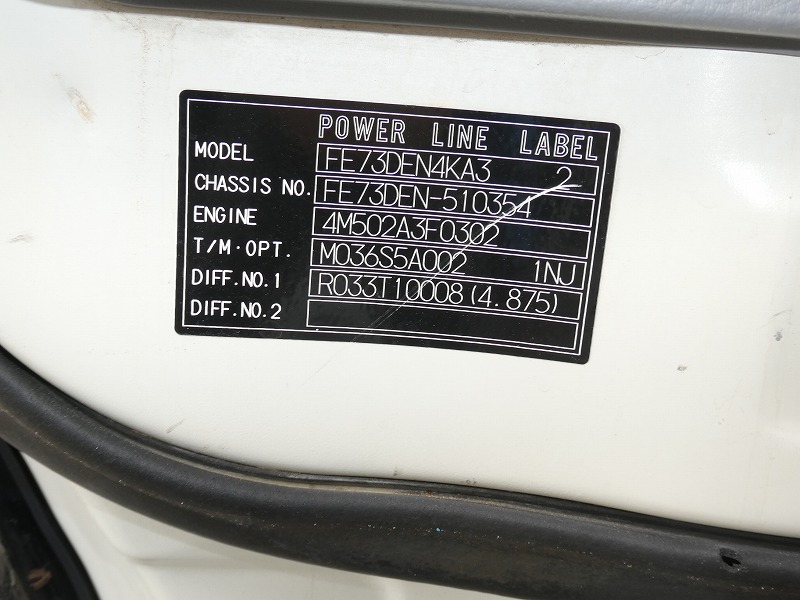 POWER LINE LABEL
MODEL FE73DEN4KA3 2
CHASSIS NO. FE73DEN-510354
ENGINE 4M502A3F0302
T/M·OPT. M036S5A002 1NJ
DIFF.NO.1 R033T10008(4.875)
DIFF.NO.2